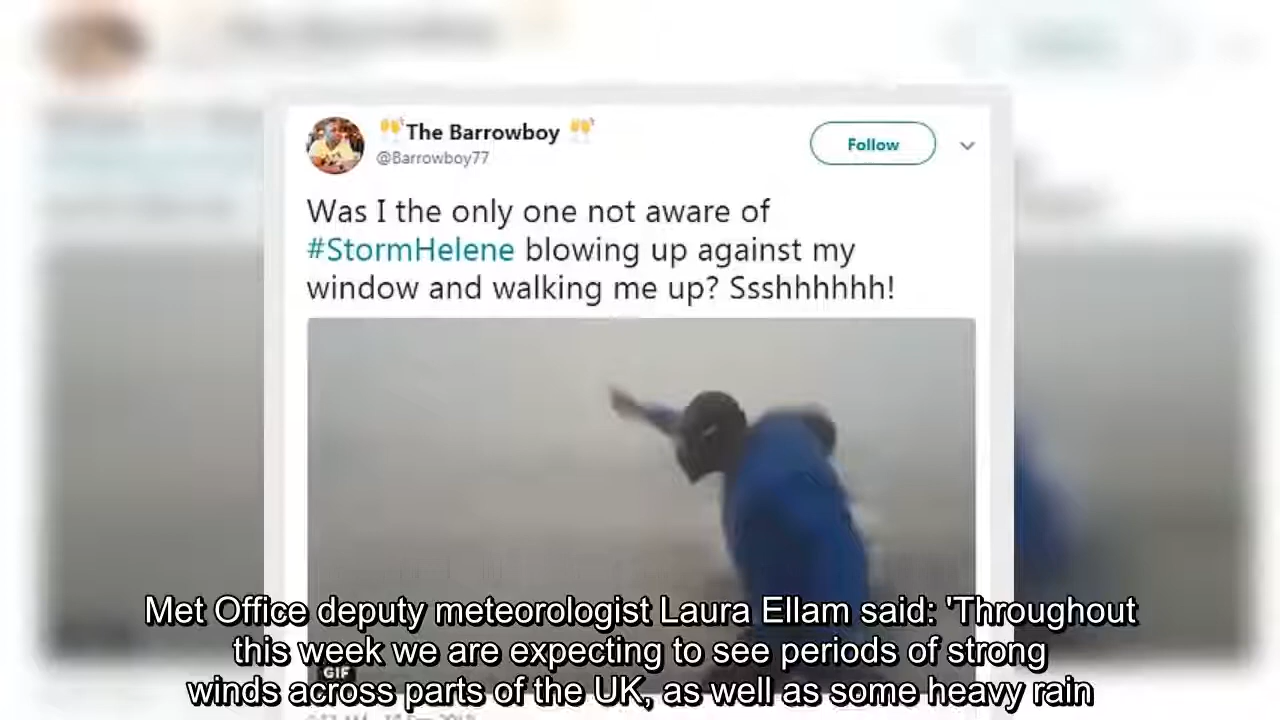 🙌The Barrowboy 🙌
@Barrowboy77
Follow
Was I the only one not aware of
#StormHelene blowing up against my
window and walking me up? Ssshhhhhh!
Met Office deputy meteorologist Laura Ellam said: 'Throughout
this week we are expecting to see periods of strong
GIF
winds across parts of the UK, as well as some heavy rain